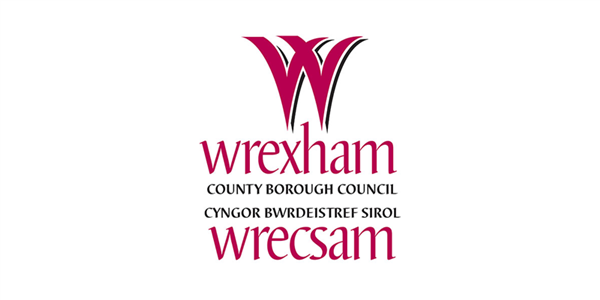 W
wrexham
COUNTY BOROUGH COUNCIL
CYNGOR BWRDEISTREF SIROL
wrecsam